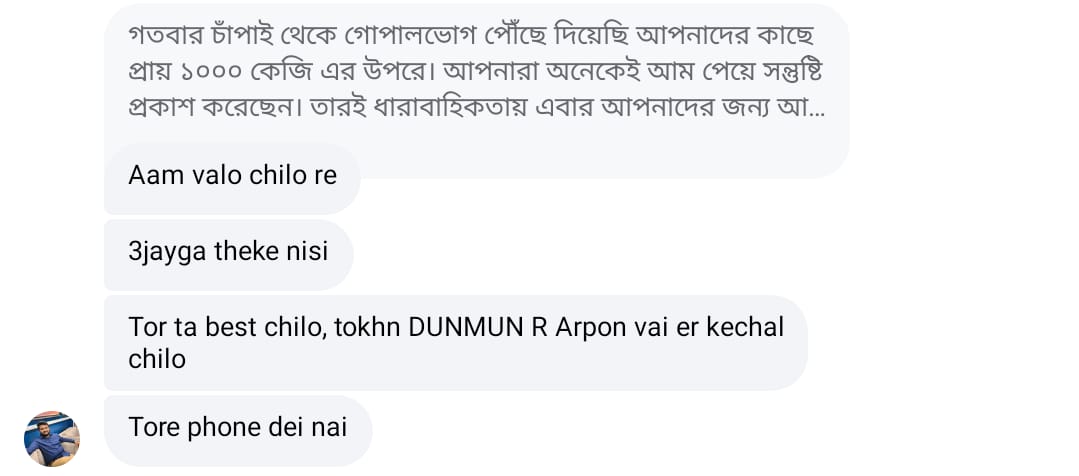 গতবার চাঁপাই থেকে গোপালভোগ পৌঁছে দিয়েছি আপনাদের কাছে
প্রায় ১০০০ কেজি এর উপরে। আপনারা অনেকেই আম পেয়ে সন্তুষ্টি
প্রকাশ করেছেন। তারই ধারাবাহিকতায় এবার আপনাদের জন্য আ...
Aam valo chilo re
3jayga theke nisi
Tor ta best chilo, tokhn DUNMUN R Arpon vai er kechal
chilo
Tore phone dei nai